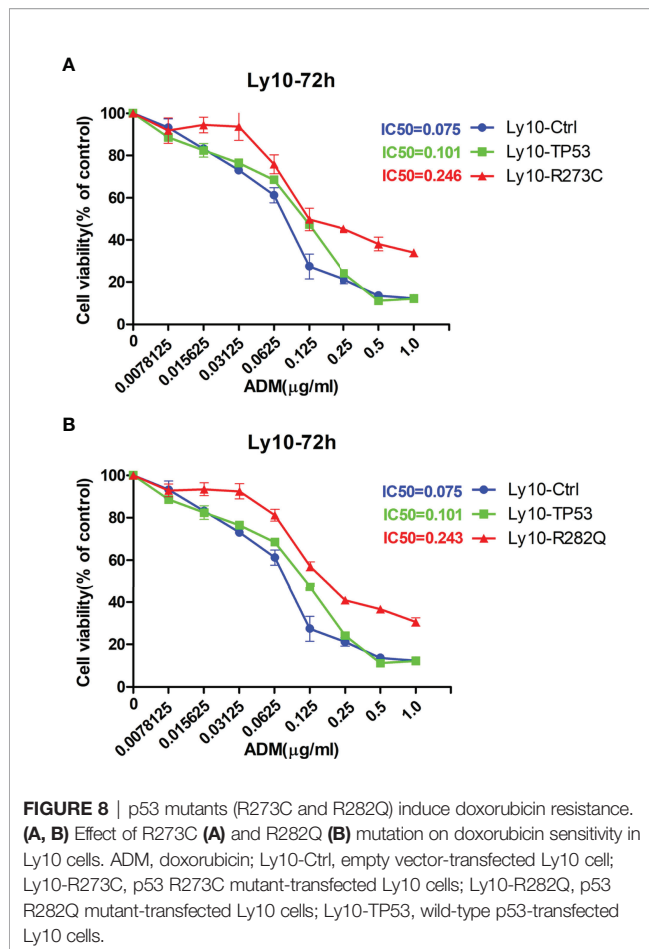 A
Ly10-72h
Cell viability(% of control)
100
80
60
40
20
0
IC50=0.075 Ly10-Ctrl
IC50=0.101 Ly10-TP53
IC50=0.246 Ly10-R273C
0
0.0078125
0.015625
0.03125
0.0625
0.125
0.25
0.5
1.0
ADM(μg/ml)
B
Ly10-72h
Cell viability(% of control)
100
80
60
40
20
0
IC50=0.075 Ly10-Ctrl
IC50=0.101 Ly10-TP53
IC50=0.243 Ly10-R282Q
0
0.0078125
0.015625
0.03125
0.0625
0.125
0.25
0.5
1.0
ADM(μg/ml)
FIGURE 8 | p53 mutants (R273C and R282Q) induce doxorubicin resistance.
(A, B) Effect of R273C (A) and R282Q (B) mutation on doxorubicin sensitivity in
Ly10 cells. ADM, doxorubicin; Ly10-Ctrl, empty vector-transfected Ly10 cell;
Ly10-R273C, p53 R273C mutant-transfected Ly10 cells; Ly10-R282Q, p53
R282Q mutant-transfected Ly10 cells; Ly10-TP53, wild-type p53-transfected
Ly10 cells.